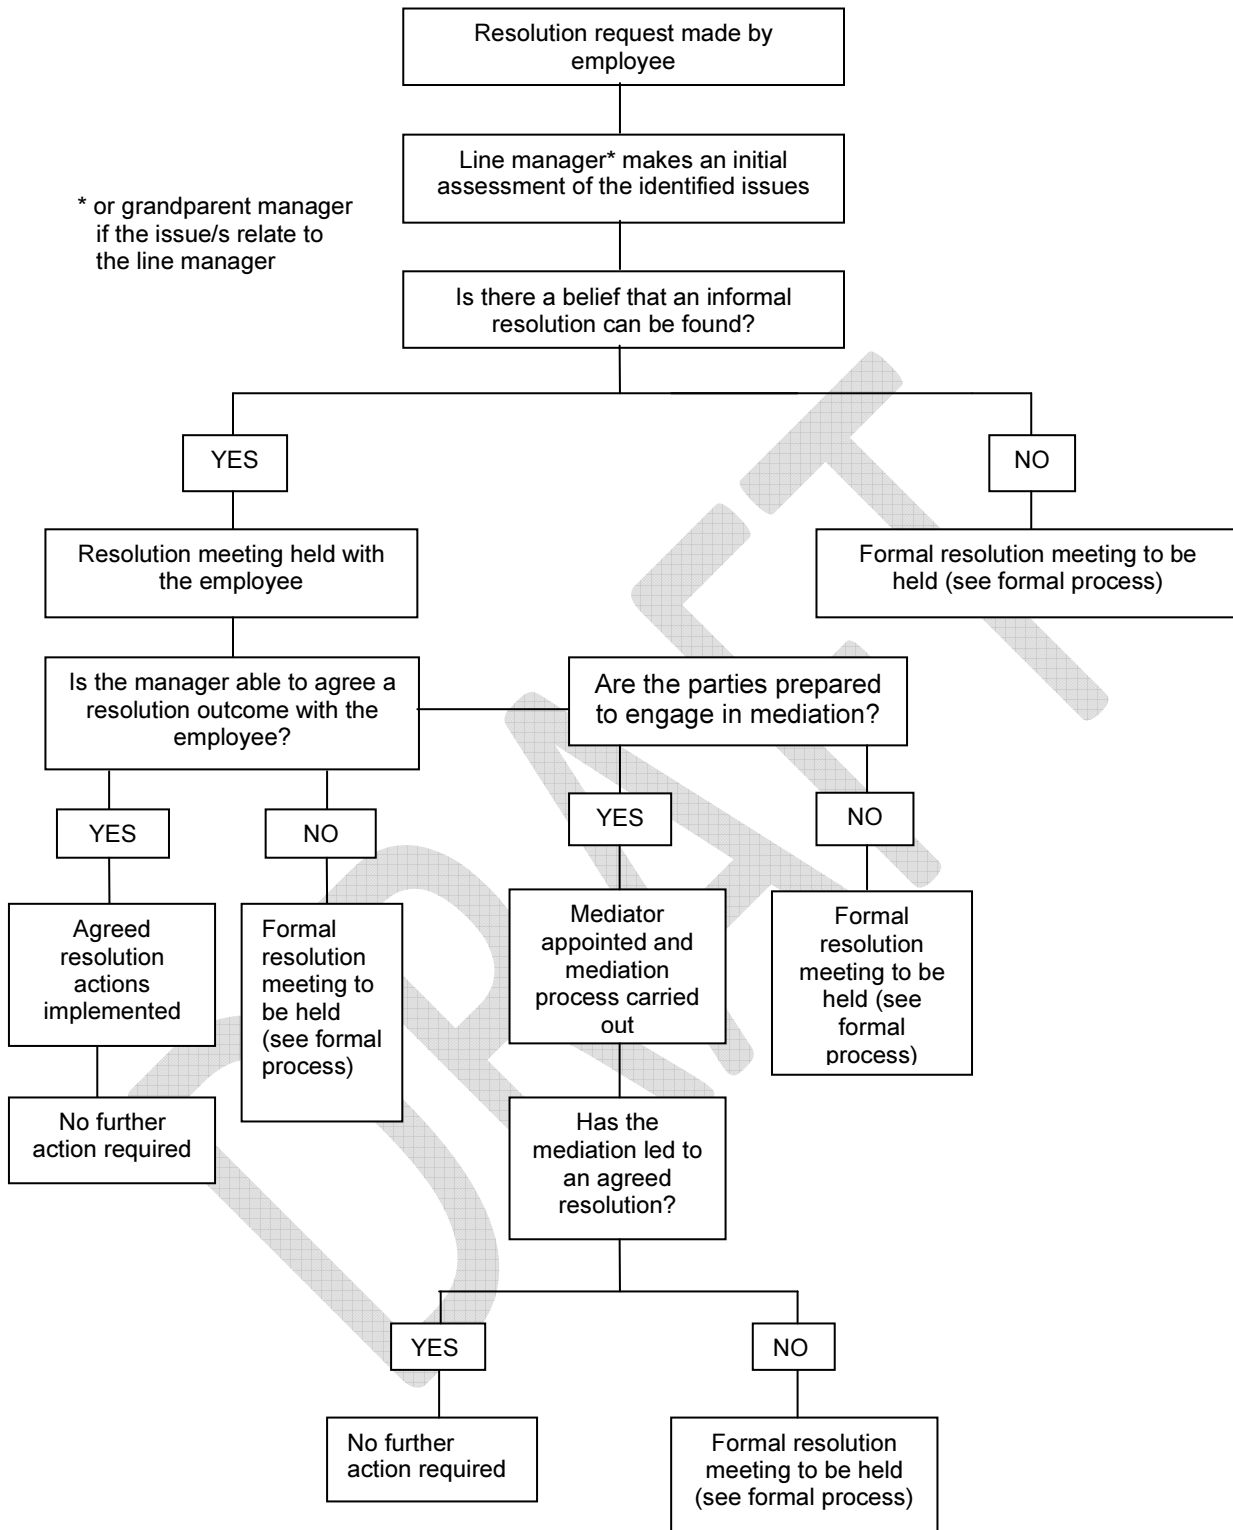 Resolution request made by
employee
Line manager* makes an initial
assessment of the identified issues
* or grandparent manager
if the issue/s relate to
the line manager
Is there a belief that an informal
resolution can be found?
YES
NO
Resolution meeting held with
the employee
Formal resolution meeting to be
held (see formal process)
Is the manager able to agree a
resolution outcome with the
employee?
Are the parties prepared
to engage in mediation?
YES
NO
YES
NO
Agreed
resolution
actions
implemented
Formal
resolution
meeting to
be held
(see formal
process)
Mediator
appointed and
mediation
process carried
out
Formal
resolution
meeting to be
held (see
formal
process)
No further
action required
Has the
mediation led to
an agreed
resolution?
YES
NO
No further
action required
Formal resolution
meeting to be held
(see formal process)
DRAFT